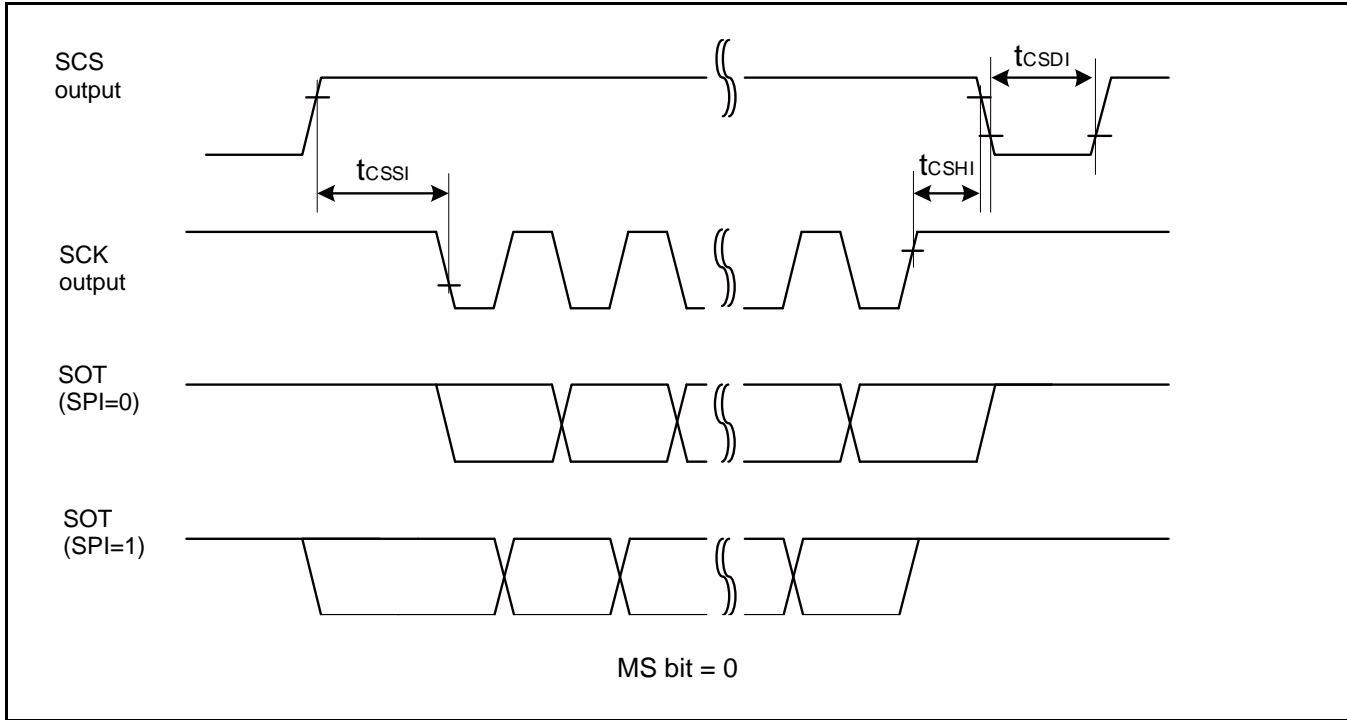 SCS
output
tCSDI
tCSSI
tCSHI
SCK
output
SOT
(SPI=0)
SOT
(SPI=1)
MS bit = 0